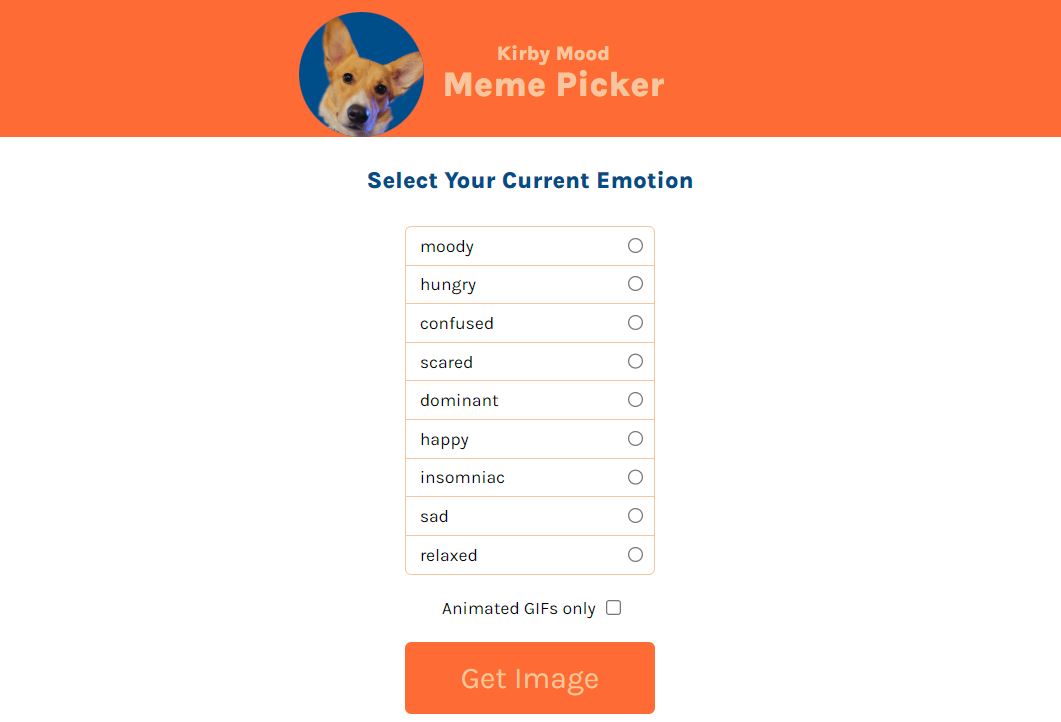 Kirby Mood
Meme Picker
Select Your Current Emotion
moody
hungry
confused
scared
dominant
happy
insomniac
sad
relaxed
Animated GIFs only
Get Image